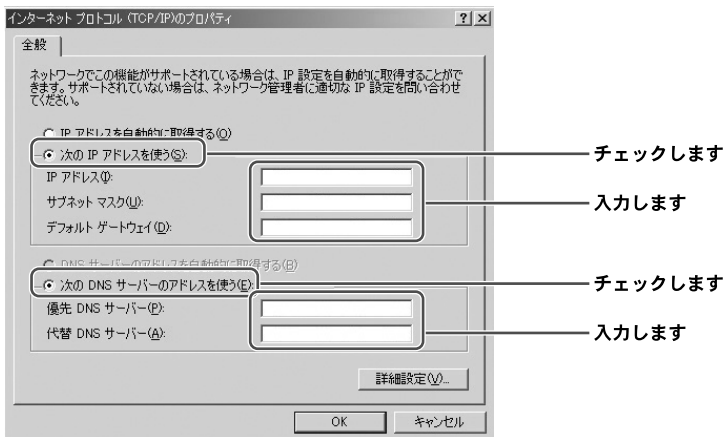 インターネット プロトコル (TCP/IP)のプロパティ
全般
ネットワークでこの機能がサポートされている場合は、IP 設定を自動的に取得することがで
きます。サポートされていない場合は、ネットワーク管理者に適切な IP 設定を問い合わせ
てください。
IP アドレスを自動的に取得する(O)
次の IP アドレスを使う(S):
チェックします
IP アドレス(I):
サブネット マスク(U):
入力します
デフォルト ゲートウェイ(D):
DNS サーバーのアドレスを自動的に取得する(B)
次の DNS サーバーのアドレスを使う(E):
チェックします
優先 DNS サーバー(P):
代替 DNS サーバー(A):
入力します
詳細設定(V)...
OK
キャンセル